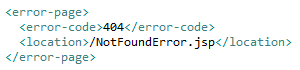 <error-page>
  <error-code>404</error-code>
  <location>/NotFoundError.jsp</location>
</error-page>